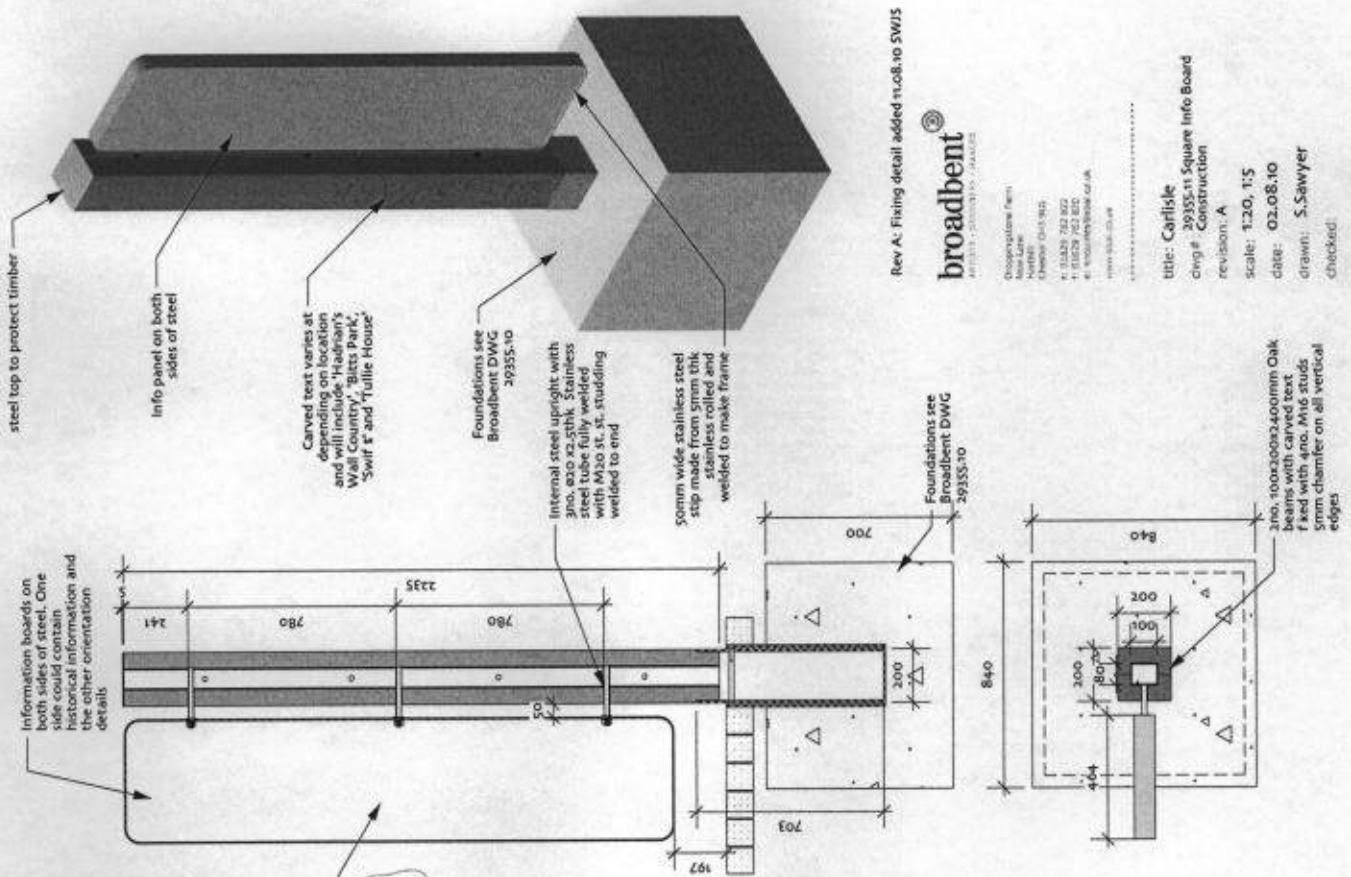 steel top to protect timber
Info panel on both
sides of steel
Carved text varies at
depending on location
and will include 'Hadrian's
Wall Country', 'Bitts Park',
'Swif t' and 'Tullie House'
Foundations see
Broadbent DWG
29355.10
Internal steel upright with
3no. ø20 x2.5thk Stainless
steel tube fully welded
with M20 st. st. studding
welded to end
50mm wide stainless steel
stip made from 5mm thk
stainless rolled and
welded to make frame
Information boards on
both sides of steel. One
side could contain
historical information and
the other orientation
details
5
241
780
780
2235
50
200
700
703
197
Foundations see
Broadbent DWG
29355.10
840
840
200
100
200
80
464
2no. 100x200x2400mm Oak
beams with carved text
f ixed with 4no. M16 studs
5mm chamfer on all vertical
edges
Rev A: Fixing detail added 11.08.10 SWJS
broadbent
title: Carlisle
dwg#: 29355.11 Square Info Board
Construction
revision: A
scale: 1:20, 1:5
date: 02.08.10
drawn: S.Sawyer
checked: